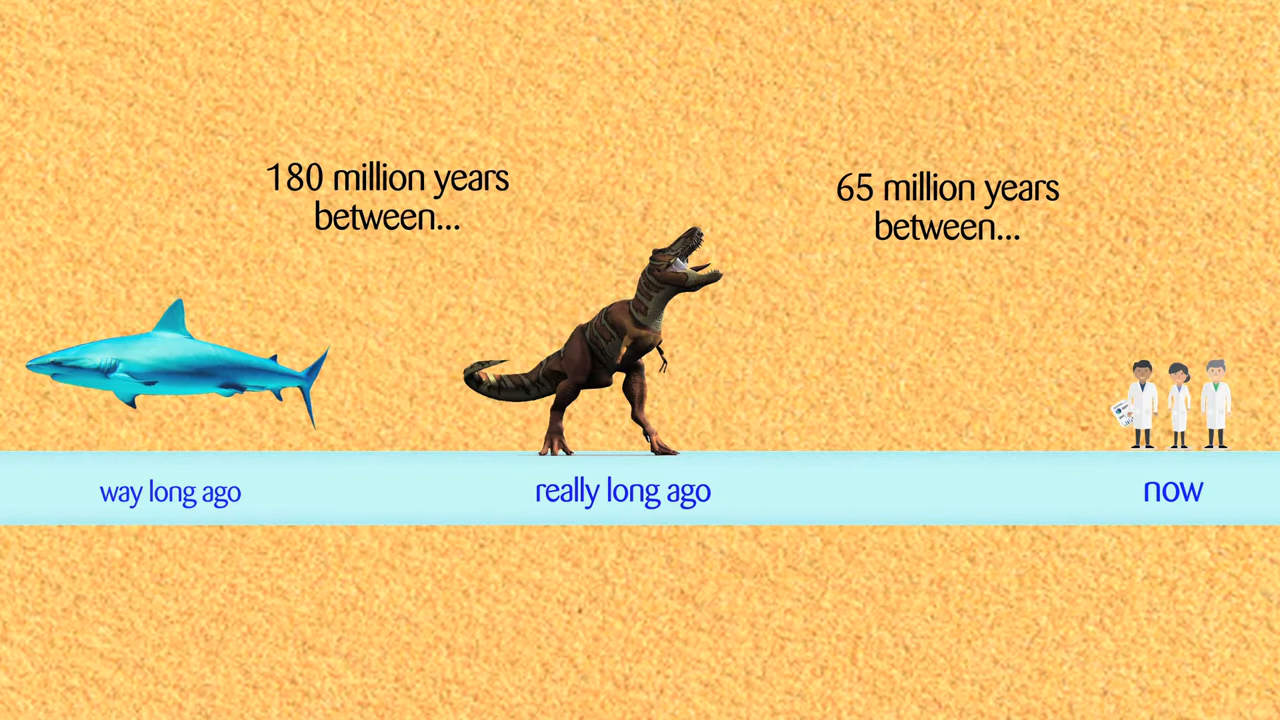 180 million years
between...
65 million years
between...
way long ago
really long ago
now